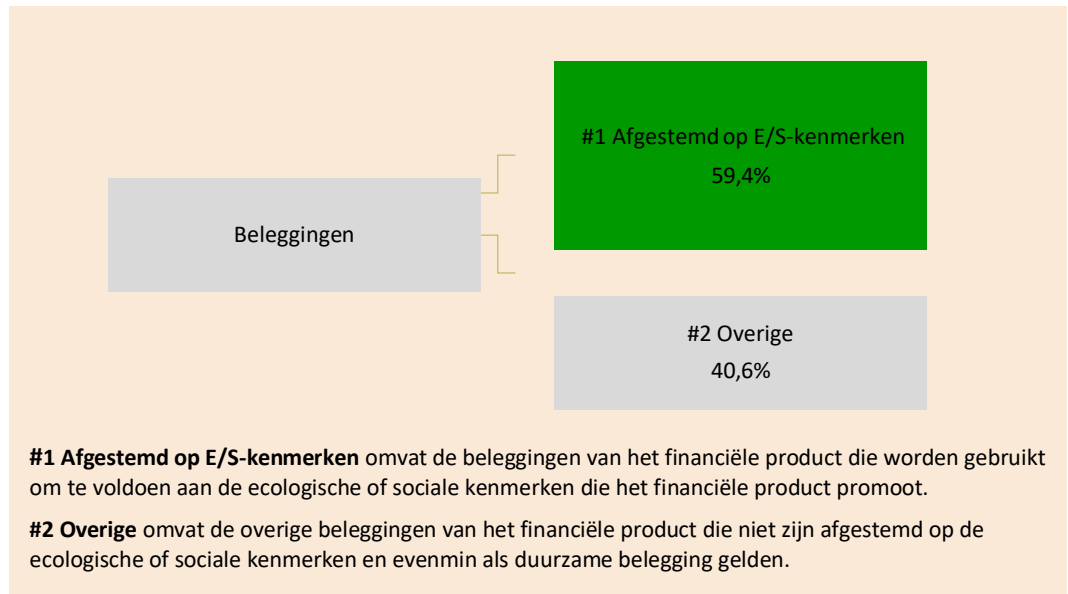 #1 Afgestemd op E/S-kenmerken
59,4%
Beleggingen
#2 Overige
40,6%
#1 Afgestemd op E/S-kenmerken omvat de beleggingen van het financiële product die worden gebruikt
om te voldoen aan de ecologische of sociale kenmerken die het financiële product promoot.
#2 Overige omvat de overige beleggingen van het financiële product die niet zijn afgestemd op de
ecologische of sociale kenmerken en evenmin als duurzame belegging gelden.